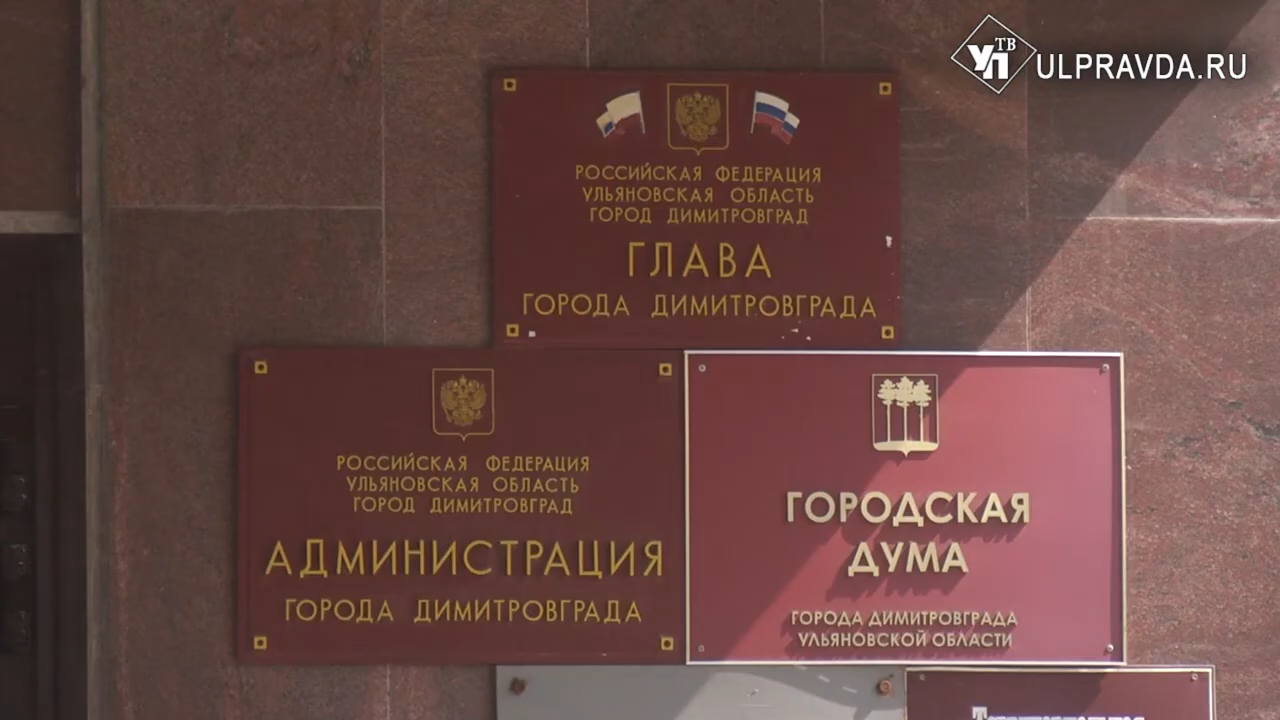 УП ТВ ULPRAVDA.RU
РОССИЙСКАЯ ФЕДЕРАЦИЯ
УЛЬЯНОВСКАЯ ОБЛАСТЬ
ГОРОД ДИМИТРОВГРАД
ГЛАВА
ГОРОДА ДИМИТРОВГРАДА
РОССИЙСКАЯ ФЕДЕРАЦИЯ
УЛЬЯНОВСКАЯ ОБЛАСТЬ
ГОРОД ДИМИТРОВГРАД
АДМИНИСТРАЦИЯ
ГОРОДА ДИМИТРОВГРАДА
ГОРОДСКАЯ
ДУМА
ГОРОДА ДИМИТРОВГРАДА
УЛЬЯНОВСКОЙ ОБЛАСТИ